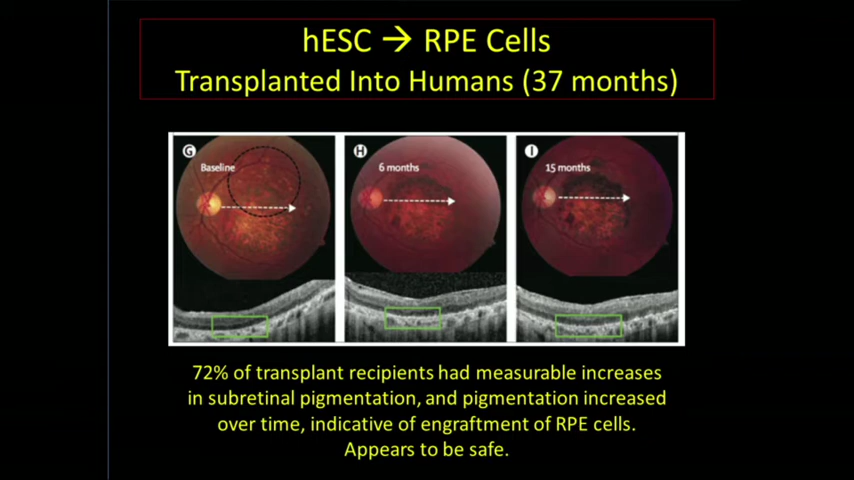 hESC → RPE Cells
Transplanted Into Humans (37 months)
G
Baseline
H
6 months
I
15 months
72% of transplant recipients had measurable increases
in subretinal pigmentation, and pigmentation increased
over time, indicative of engraftment of RPE cells.
Appears to be safe.